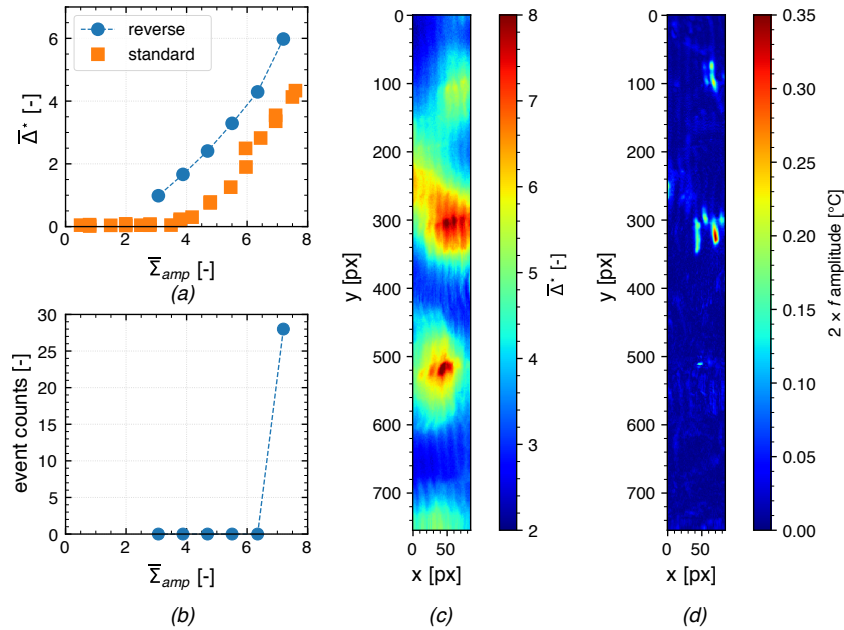 reverse
standard
6
4
2
0
0 2 4 6 8
Δ̅* [-]
Σ̅amp [-]
(a)
30
25
20
15
10
5
0
0 2 4 6 8
event counts [-]
Σ̅amp [-]
(b)
0
100
200
300
400
500
600
700
0 50
y [px]
x [px]
8
7
6
5
4
3
2
Δ̅* [-]
(c)
0
100
200
300
400
500
600
700
0 50
y [px]
x [px]
0.35
0.30
0.25
0.20
0.15
0.10
0.05
0.00
2 × f amplitude [°C]
(d)